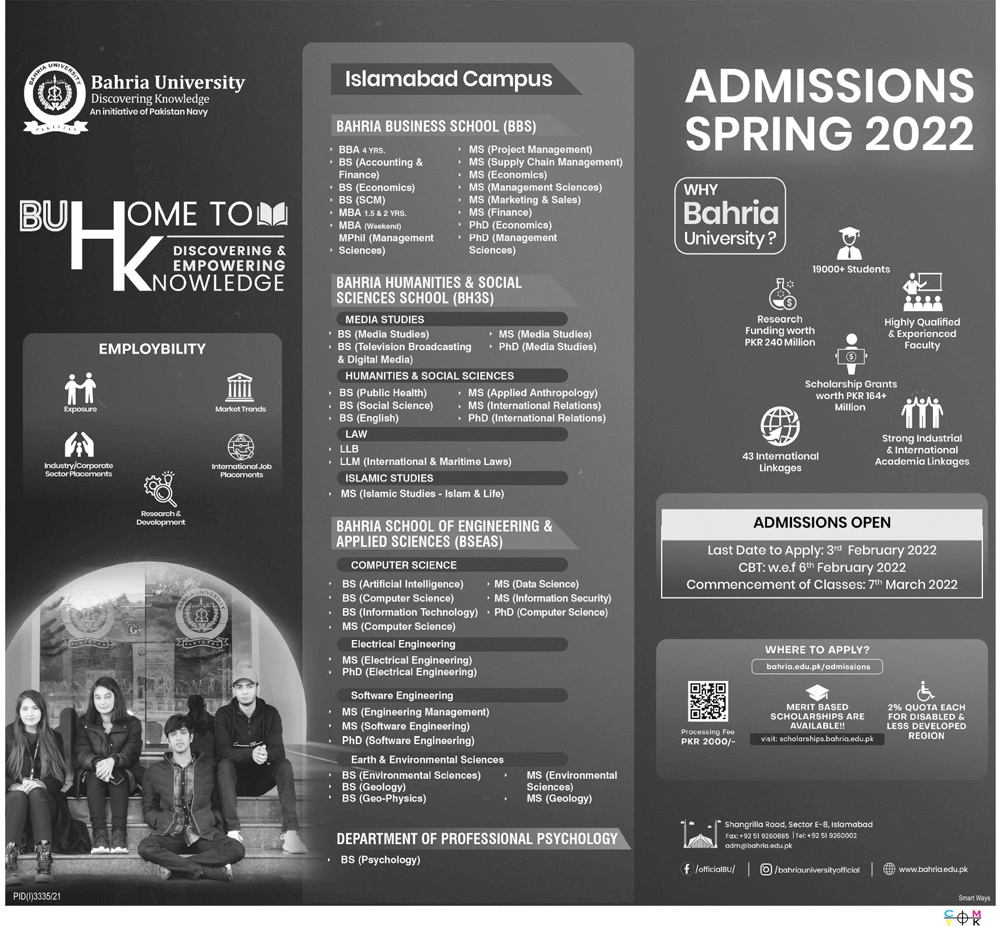 BAHRIA UNIVERSITY
PAKISTAN
Bahria University
Discovering Knowledge
An initiative of Pakistan Navy
BU HOME TO
DISCOVERING &
EMPOWERING
KNOWLEDGE
EMPLOYBILITY
Exposure
Market Trends
Industry/Corporate
Sector Placements
International Job
Placements
Research &
Development
PID(I)3335/21
Islamabad Campus
BAHRIA BUSINESS SCHOOL (BBS)
BBA 4 YRS.
BS (Accounting &
Finance)
BS (Economics)
BS (SCM)
MBA 1.5 & 2 YRS.
MBA (Weekend)
MPhil (Management
Sciences)
MS (Project Management)
MS (Supply Chain Management)
MS (Economics)
MS (Management Sciences)
MS (Marketing & Sales)
MS (Finance)
PhD (Economics)
PhD (Management
Sciences)
BAHRIA HUMANITIES & SOCIAL
SCIENCES SCHOOL (BH3S)
MEDIA STUDIES
BS (Media Studies)
BS (Television Broadcasting
& Digital Media)
MS (Media Studies)
PhD (Media Studies)
HUMANITIES & SOCIAL SCIENCES
BS (Public Health)
BS (Social Science)
BS (English)
MS (Applied Anthropology)
MS (International Relations)
PhD (International Relations)
LAW
LLB
LLM (International & Maritime Laws)
ISLAMIC STUDIES
MS (Islamic Studies - Islam & Life)
BAHRIA SCHOOL OF ENGINEERING &
APPLIED SCIENCES (BSEAS)
COMPUTER SCIENCE
BS (Artificial Intelligence)
BS (Computer Science)
BS (Information Technology)
MS (Computer Science)
MS (Data Science)
MS (Information Security)
PhD (Computer Science)
Electrical Engineering
MS (Electrical Engineering)
PhD (Electrical Engineering)
Software Engineering
MS (Engineering Management)
MS (Software Engineering)
PhD (Software Engineering)
Earth & Environmental Sciences
BS (Environmental Sciences)
BS (Geology)
BS (Geo-Physics)
MS (Environmental
Sciences)
MS (Geology)
DEPARTMENT OF PROFESSIONAL PSYCHOLOGY
BS (Psychology)
ADMISSIONS
SPRING 2022
WHY
Bahria
University ?
19000+ Students
Research
Funding worth
PKR 240 Million
Highly Qualified
& Experienced
Faculty
Scholarship Grants
worth PKR 164+
Million
43 International
Linkages
Strong Industrial
& International
Academia Linkages
ADMISSIONS OPEN
Last Date to Apply: 3rd February 2022
CBT: w.e.f 6th February 2022
Commencement of Classes: 7th March 2022
WHERE TO APPLY?
bahria.edu.pk/admissions
Processing Fee
PKR 2000/-
MERIT BASED
SCHOLARSHIPS ARE
AVAILABLE!!
visit: scholarships.bahria.edu.pk
2% QUOTA EACH
FOR DISABLED &
LESS DEVELOPED
REGION
Shangrilla Road, Sector E-8, Islamabad
Fax:+92 51 9260885 | Tel:+92 51 9260002
adm@bahria.edu.pk
/officialBU/
/bahriauniversityofficial
www.bahria.edu.pk
Smart Ways
C M
Y K